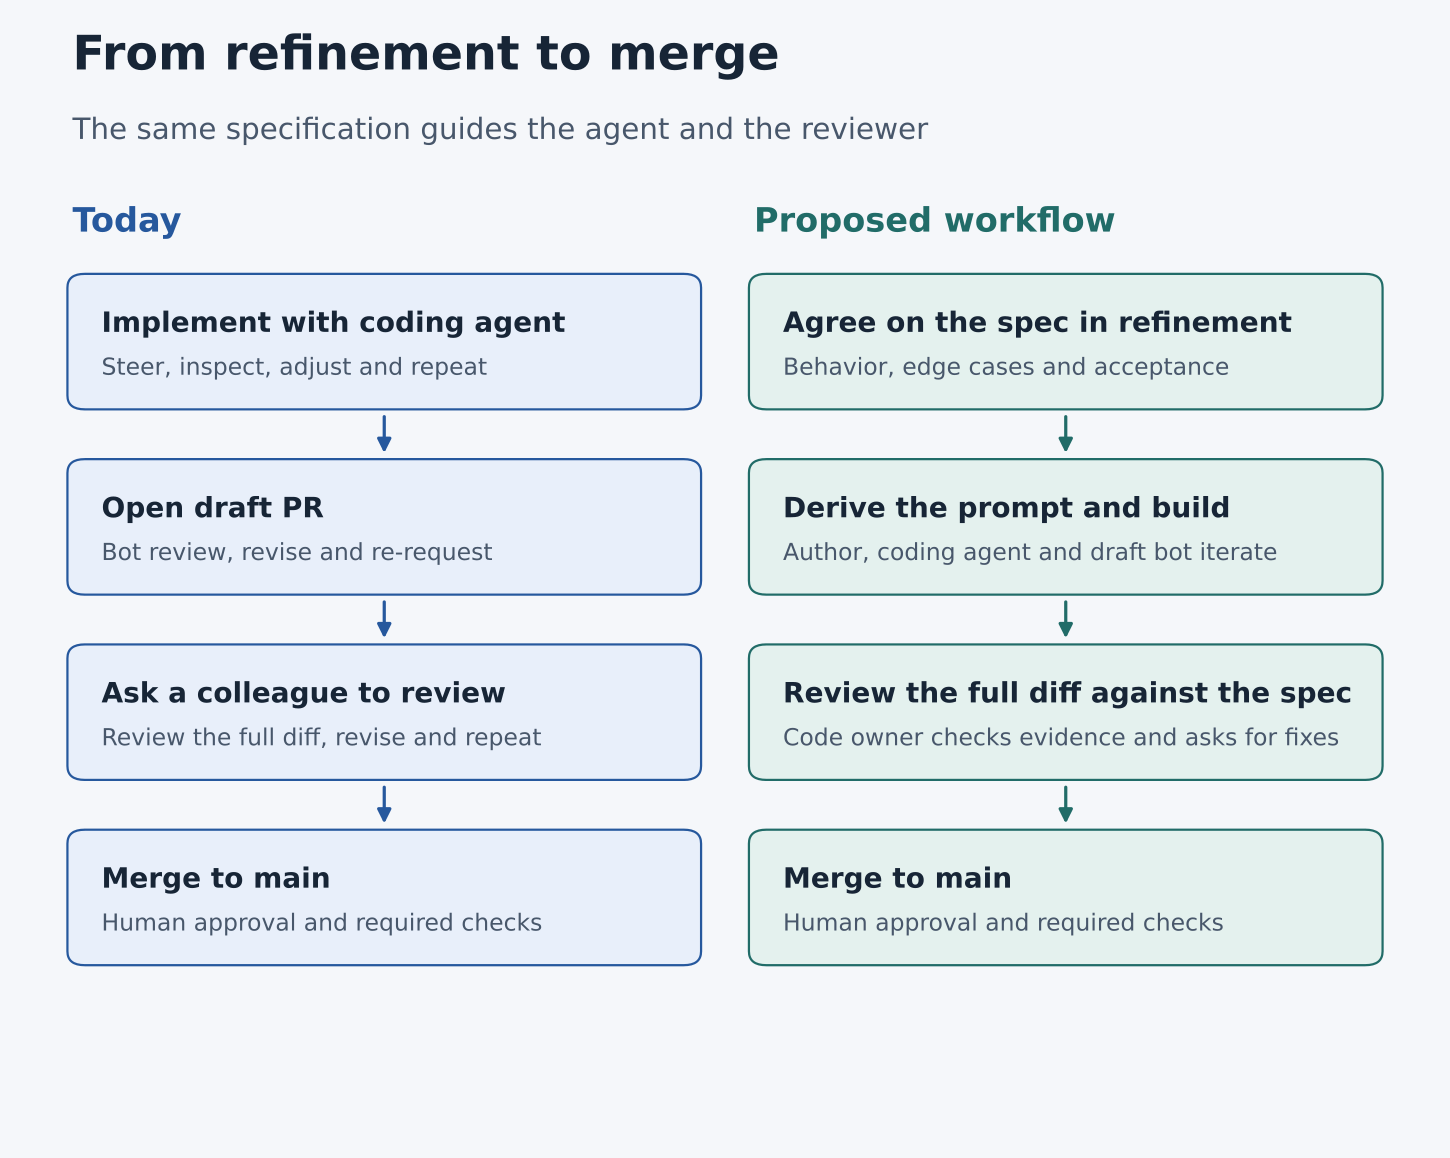 From refinement to merge
The same specification guides the agent and the reviewer
Today
Implement with coding agent
Steer, inspect, adjust and repeat
Open draft PR
Bot review, revise and re-request
Ask a colleague to review
Review the full diff, revise and repeat
Merge to main
Human approval and required checks
Proposed workflow
Agree on the spec in refinement
Behavior, edge cases and acceptance
Derive the prompt and build
Author, coding agent and draft bot iterate
Review the full diff against the spec
Code owner checks evidence and asks for fixes
Merge to main
Human approval and required checks